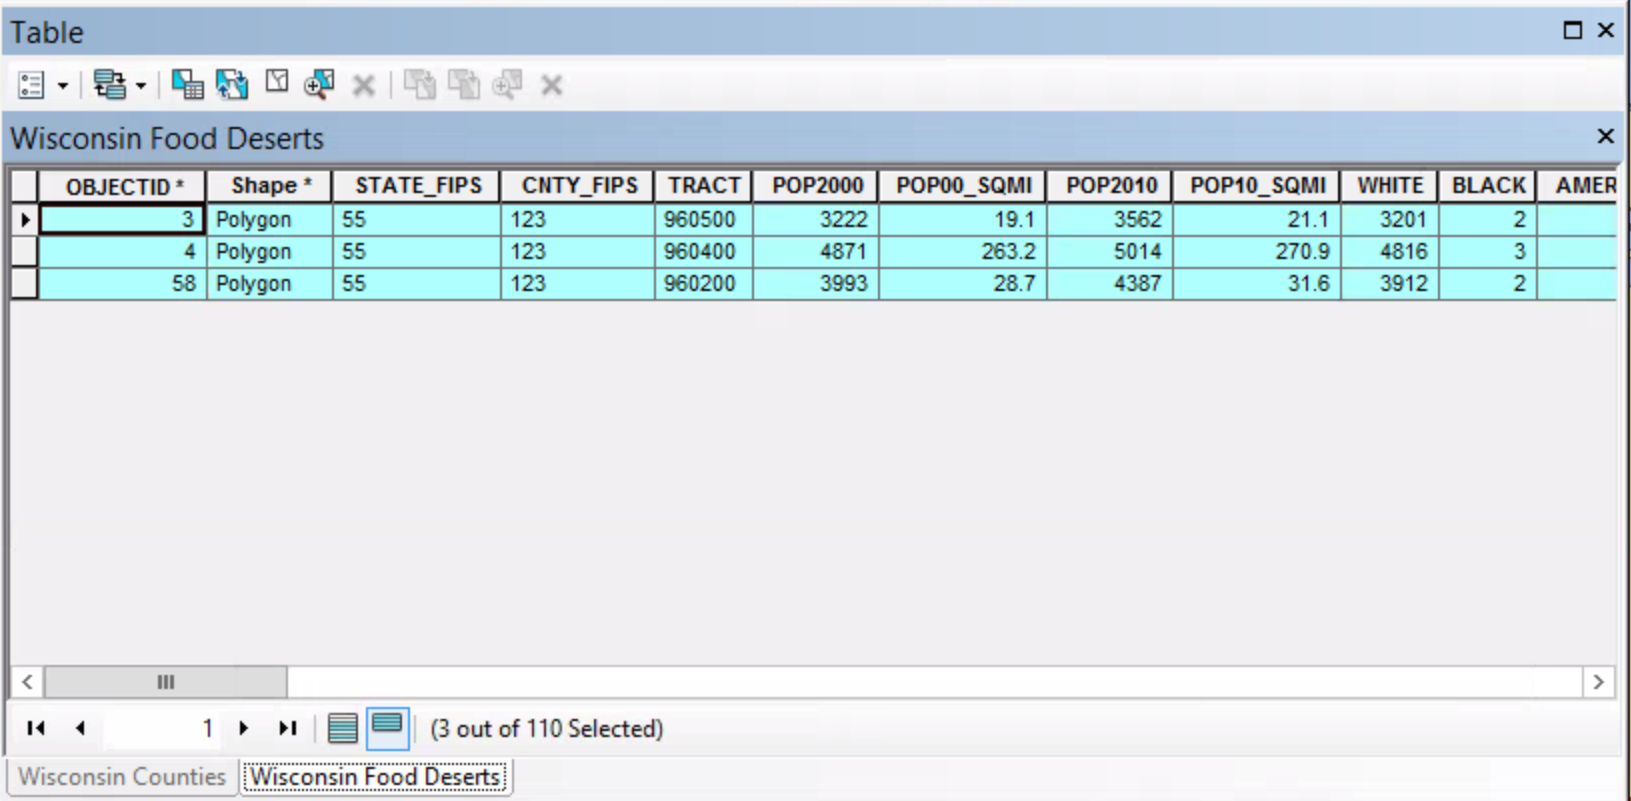 Table
Wisconsin Food Deserts
OBJECTID * Shape * STATE_FIPS CNTY_FIPS TRACT POP2000 POP00_SQMI POP2010 POP10_SQMI WHITE BLACK AMER
3 Polygon 55 123 960500 3222 19.1 3562 21.1 3201 2
4 Polygon 55 123 960400 4871 263.2 5014 270.9 4816 3
58 Polygon 55 123 960200 3993 28.7 4387 31.6 3912 2
1 (3 out of 110 Selected)
Wisconsin Counties Wisconsin Food Deserts